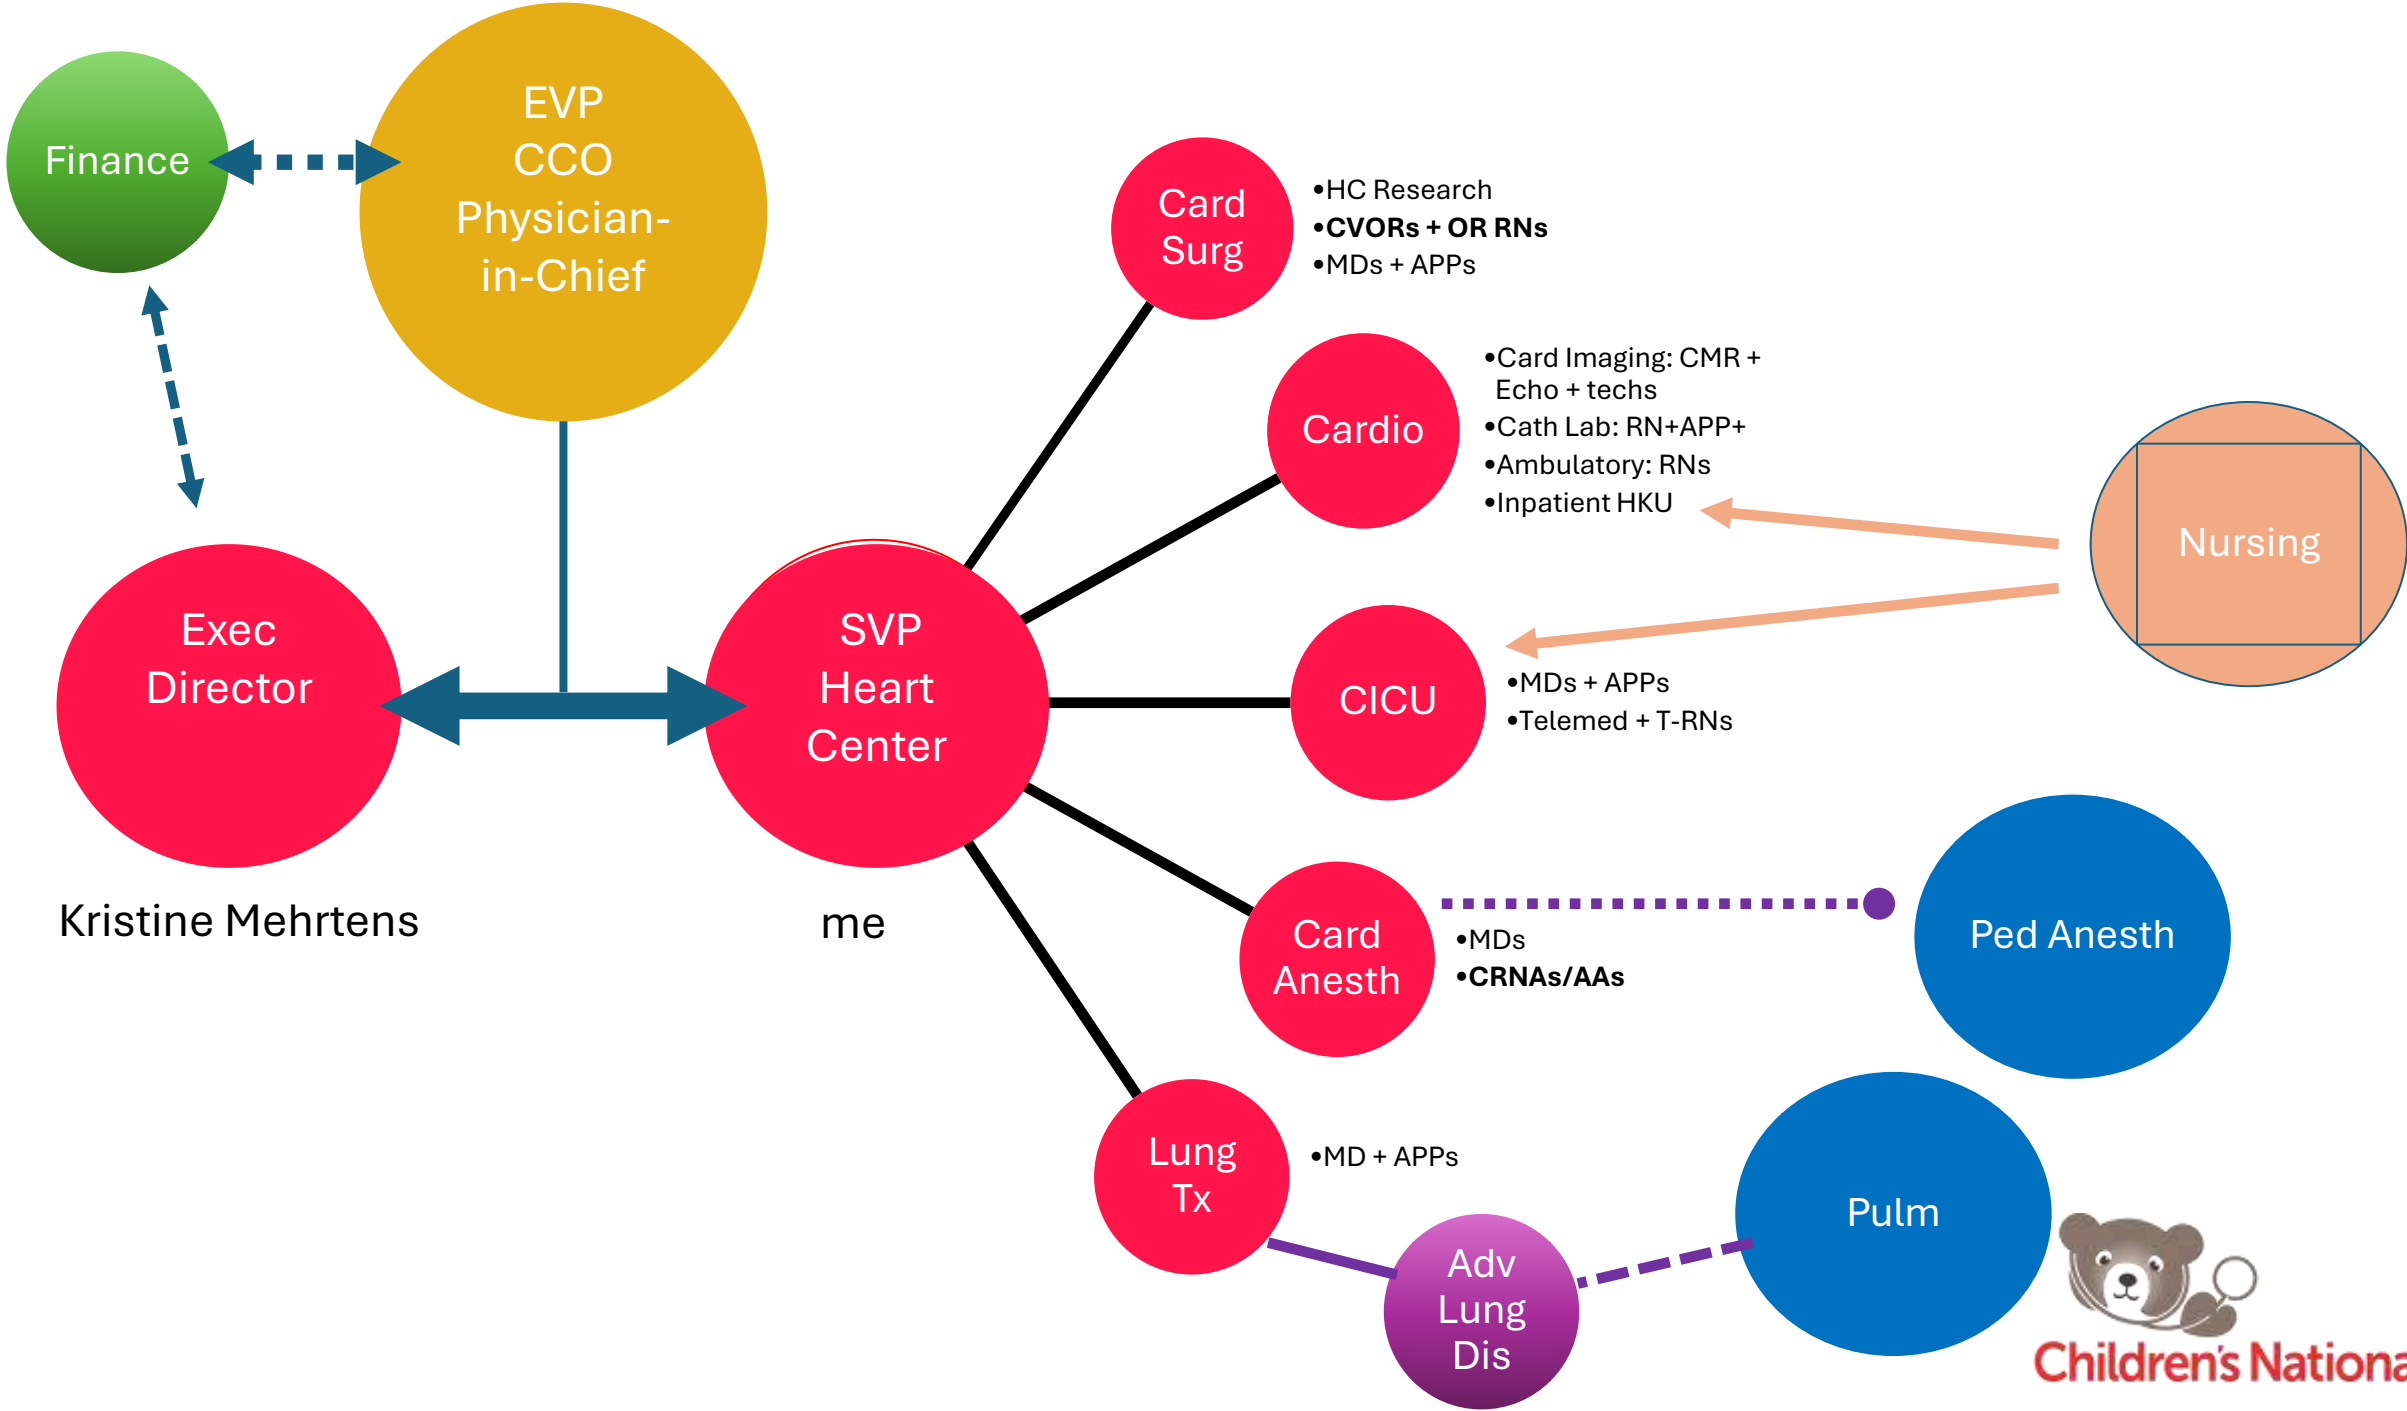 Finance
EVP
CCO
Physician-
in-Chief
Card
Surg
•HC Research
•CVORs + OR RNs
•MDs + APPs
Cardio
•Card Imaging: CMR +
Echo + techs
•Cath Lab: RN+APP+
•Ambulatory: RNs
•Inpatient HKU
Nursing
Exec
Director
SVP
Heart
Center
CICU
•MDs + APPs
•Telemed + T-RNs
Kristine Mehrtens
me
Card
Anesth
•MDs
•CRNAs/AAs
Ped Anesth
Lung
Tx
•MD + APPs
Adv
Lung
Dis
Pulm
Children's Nationa